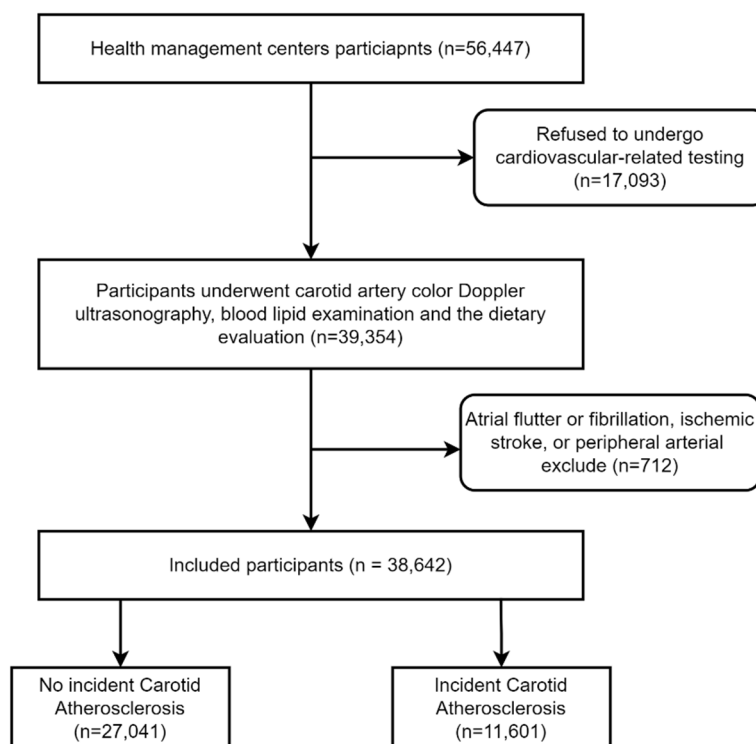 Health management centers particiapnts (n=56,447)
Refused to undergo
cardiovascular-related testing
(n=17,093)
Participants underwent carotid artery color Doppler
ultrasonography, blood lipid examination and the dietary
evaluation (n=39,354)
Atrial flutter or fibrillation, ischemic
stroke, or peripheral arterial
exclude (n=712)
Included participants (n = 38,642)
No incident Carotid
Atherosclerosis
(n=27,041)
Incident Carotid
Atherosclerosis
(n=11,601)